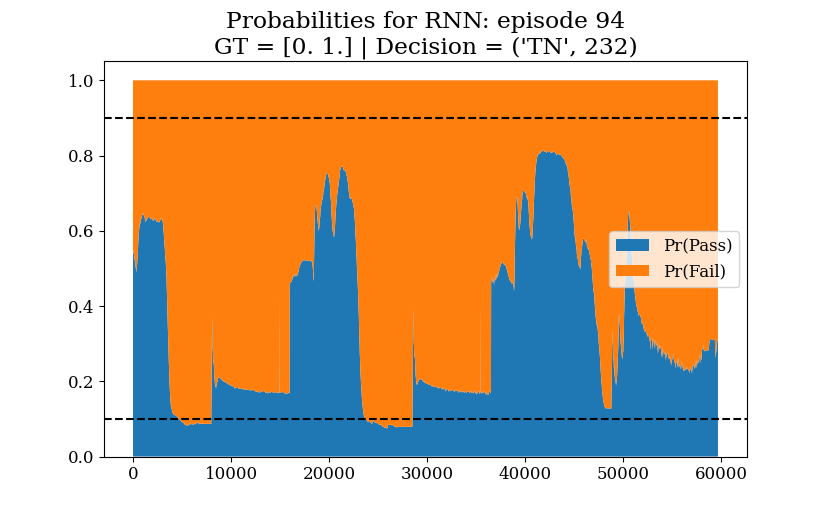 Probabilities for RNN: episode 94
GT = [0. 1.] | Decision = ('TN', 232)
1.0
0.8
0.6
0.4
0.2
0.0
Pr(Pass)
Pr(Fail)
0 10000 20000 30000 40000 50000 60000